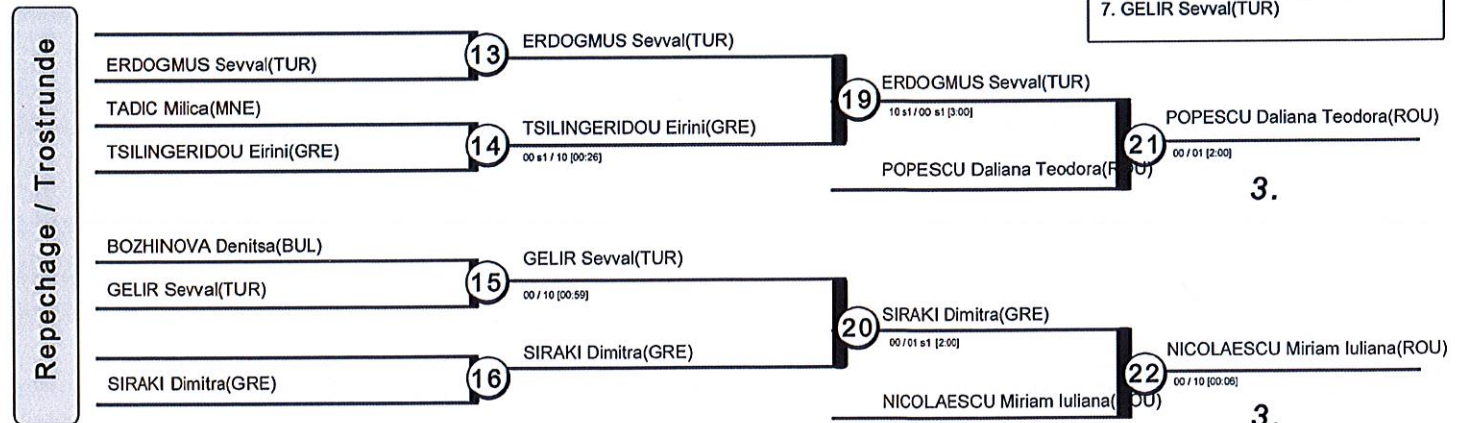 Repechage / Trostrunde
7. GELIR Sevval(TUR)
ERDOGMUS Sevval(TUR)
13
ERDOGMUS Sevval(TUR)
TADIC Milica(MNE)
TSILINGERIDOU Eirini(GRE)
14
TSILINGERIDOU Eirini(GRE)
00 s1 / 10 [00:26]
19
ERDOGMUS Sevval(TUR)
10 s1 / 00 s1 [3:00]
POPESCU Daliana Teodora(ROU)
21
POPESCU Daliana Teodora(ROU)
00 / 01 [2:00]
3.
BOZHINOVA Denitsa(BUL)
GELIR Sevval(TUR)
15
GELIR Sevval(TUR)
00 / 10 [00:59]
SIRAKI Dimitra(GRE)
16
SIRAKI Dimitra(GRE)
20
SIRAKI Dimitra(GRE)
00 / 01 s1 [2:00]
NICOLAESCU Miriam Iuliana(ROU)
22
NICOLAESCU Miriam Iuliana(ROU)
00 / 10 [00:06]
3.